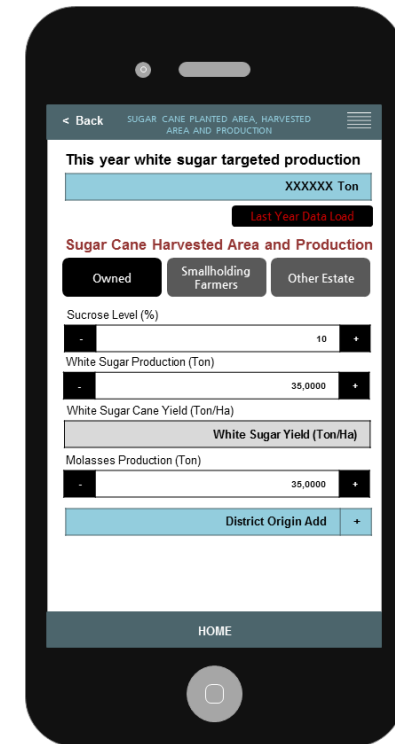 < Back
SUGAR CANE PLANTED AREA, HARVESTED
AREA AND PRODUCTION
This year white sugar targeted production
XXXXXX Ton
Last Year Data Load
Sugar Cane Harvested Area and Production
Owned
Smallholding
Farmers
Other Estate
Sucrose Level (%)
- 10 +
White Sugar Production (Ton)
- 35,0000 +
White Sugar Cane Yield (Ton/Ha)
White Sugar Yield (Ton/Ha)
Molasses Production (Ton)
- 35,0000 +
District Origin Add +
HOME